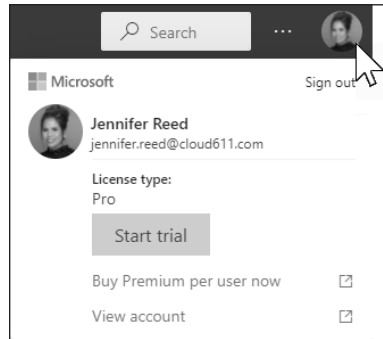 Search
...
Microsoft
Sign out
Jennifer Reed
jennifer.reed@cloud611.com
License type:
Pro
Start trial
Buy Premium per user now
View account